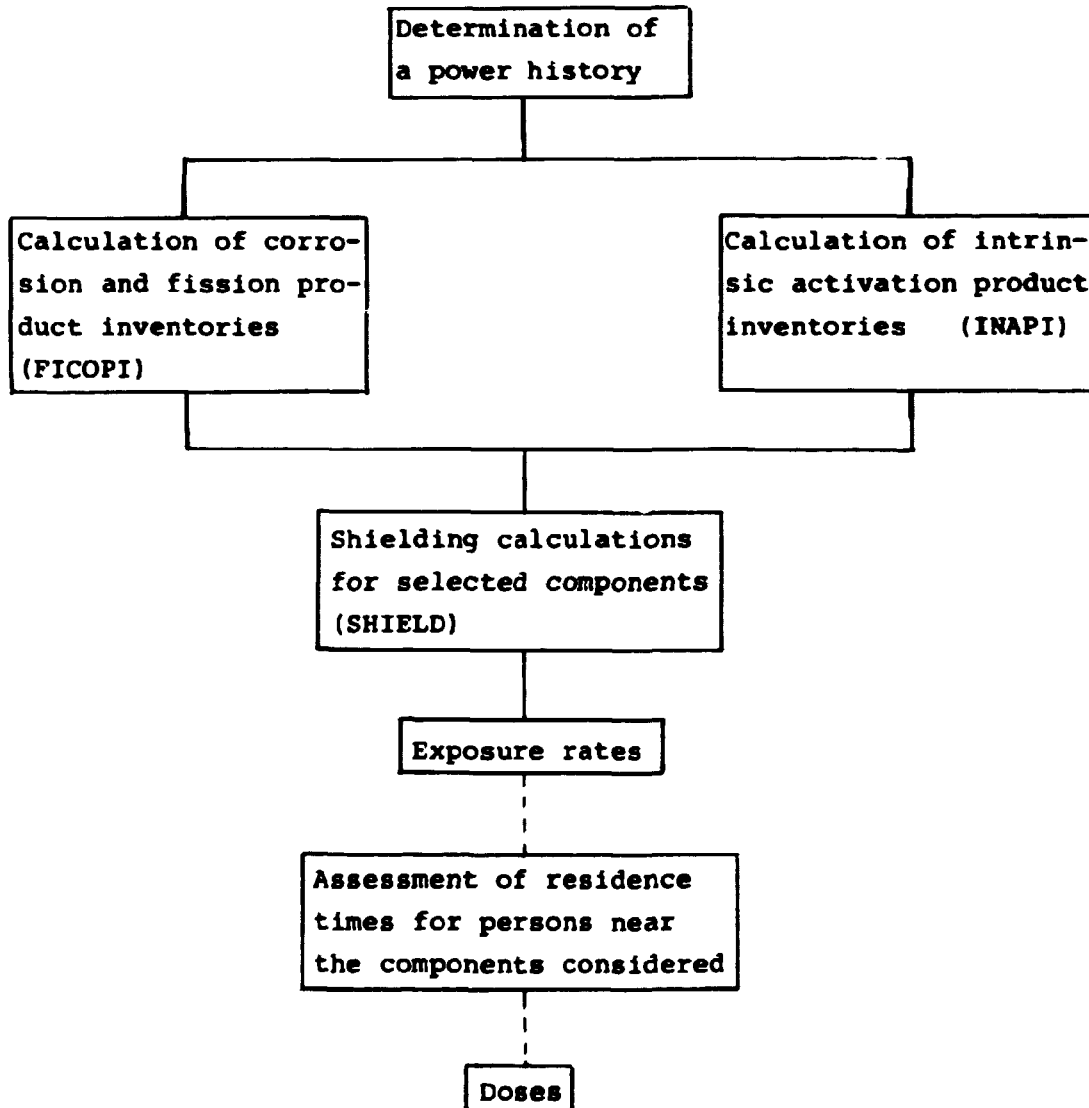 Determination of
a power history
Calculation of corro-
sion and fission pro-
duct inventories
(FICOPI)
Calculation of intrin-
sic activation product
inventories (INAPI)
Shielding calculations
for selected components
(SHIELD)
Exposure rates
Assessment of residence
times for persons near
the components considered
Doses